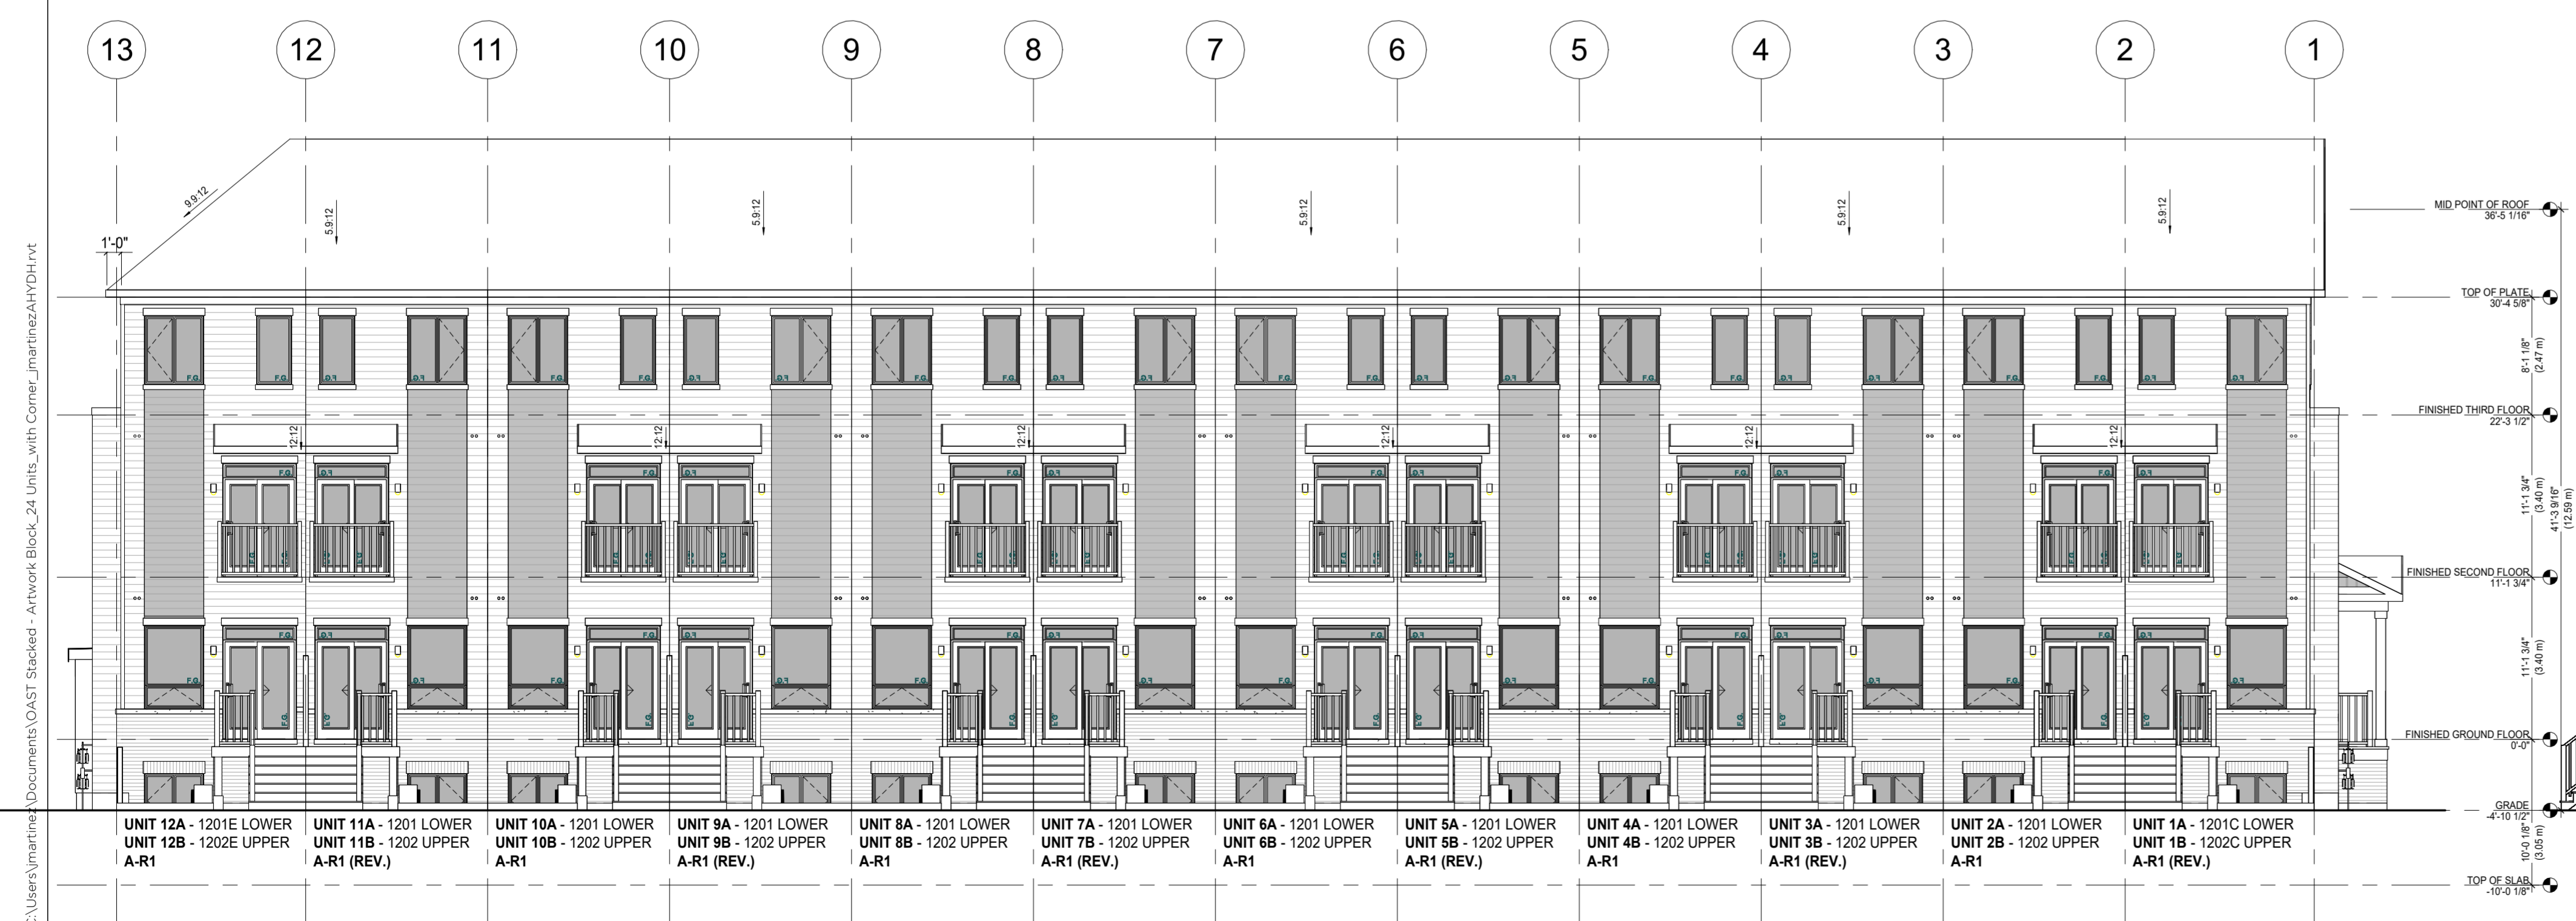 13 12 11 10 9 8 7 6 5 4 3 2 1
9.9:12
5.9:12 5.9:12 5.9:12 5.9:12 5.9:12
1'-0"
MID POINT OF ROOF
36'-5 1/16"
TOP OF PLATE
30'-4 5/8"
8'-1 1/8"
(2.47 m)
F.G. F.G. F.G. F.G. F.G. F.G. F.G. F.G. F.G. F.G. F.G. F.G. F.G. F.G. F.G. F.G. F.G. F.G. F.G. F.G. F.G. F.G. F.G. F.G.
FINISHED THIRD FLOOR
22'-3 1/2"
12:12 12:12 12:12 12:12 12:12 12:12
F.G. F.G. F.G. F.G. F.G. F.G. F.G. F.G. F.G. F.G. F.G. F.G.
11'-1 3/4"
(3.40 m)
41'-3 9/16"
(12.59 m)
FINISHED SECOND FLOOR
11'-1 3/4"
F.G. F.G. F.G. F.G. F.G. F.G. F.G. F.G. F.G. F.G. F.G. F.G.
11'-1 3/4"
(3.40 m)
F.G. F.G. F.G. F.G. F.G. F.G. F.G. F.G. F.G. F.G. F.G. F.G.
FINISHED GROUND FLOOR
0'-0"
GRADE
-4'-10 1/2"
10'-0 1/8"
(3.05 m)
TOP OF SLAB
-10'-0 1/8"
UNIT 12A - 1201E LOWER
UNIT 12B - 1202E UPPER
A-R1
UNIT 11A - 1201 LOWER
UNIT 11B - 1202 UPPER
A-R1 (REV.)
UNIT 10A - 1201 LOWER
UNIT 10B - 1202 UPPER
A-R1
UNIT 9A - 1201 LOWER
UNIT 9B - 1202 UPPER
A-R1 (REV.)
UNIT 8A - 1201 LOWER
UNIT 8B - 1202 UPPER
A-R1
UNIT 7A - 1201 LOWER
UNIT 7B - 1202 UPPER
A-R1 (REV.)
UNIT 6A - 1201 LOWER
UNIT 6B - 1202 UPPER
A-R1
UNIT 5A - 1201 LOWER
UNIT 5B - 1202 UPPER
A-R1 (REV.)
UNIT 4A - 1201 LOWER
UNIT 4B - 1202 UPPER
A-R1
UNIT 3A - 1201 LOWER
UNIT 3B - 1202 UPPER
A-R1 (REV.)
UNIT 2A - 1201 LOWER
UNIT 2B - 1202 UPPER
A-R1
UNIT 1A - 1201C LOWER
UNIT 1B - 1202C UPPER
A-R1 (REV.)
:\Users\jmartinez\Documents\OAST Stacked - Artwork Block_24 Units_with Corner_jmartinezAHYDH.rvt